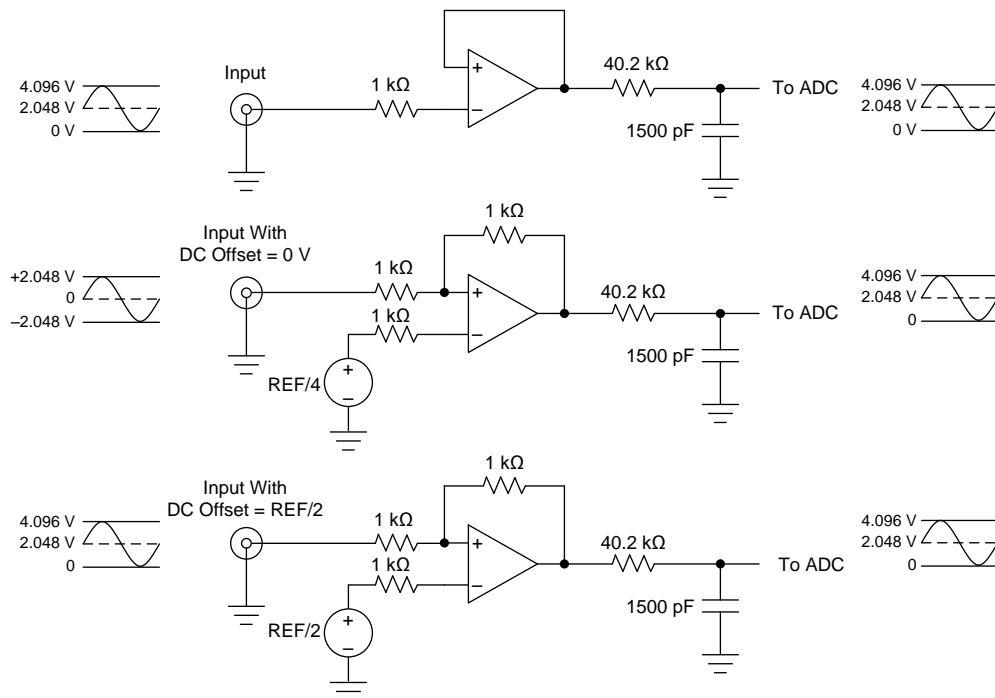 4.096 V
2.048 V
0 V
Input
1 kΩ
+
−
40.2 kΩ
1500 pF
To ADC
4.096 V
2.048 V
0 V
+2.048 V
0
−2.048 V
Input With
DC Offset = 0 V
1 kΩ
1 kΩ
1 kΩ
+
−
REF/4
+
−
40.2 kΩ
1500 pF
To ADC
4.096 V
2.048 V
0
4.096 V
2.048 V
0
Input With
DC Offset = REF/2
1 kΩ
1 kΩ
1 kΩ
+
−
REF/2
+
−
40.2 kΩ
1500 pF
To ADC
4.096 V
2.048 V
0